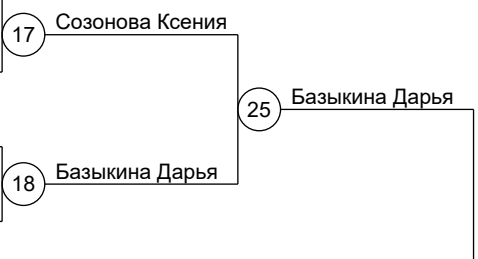 17 Созонова Ксения
25 Базыкина Дарья
18 Базыкина Дарья